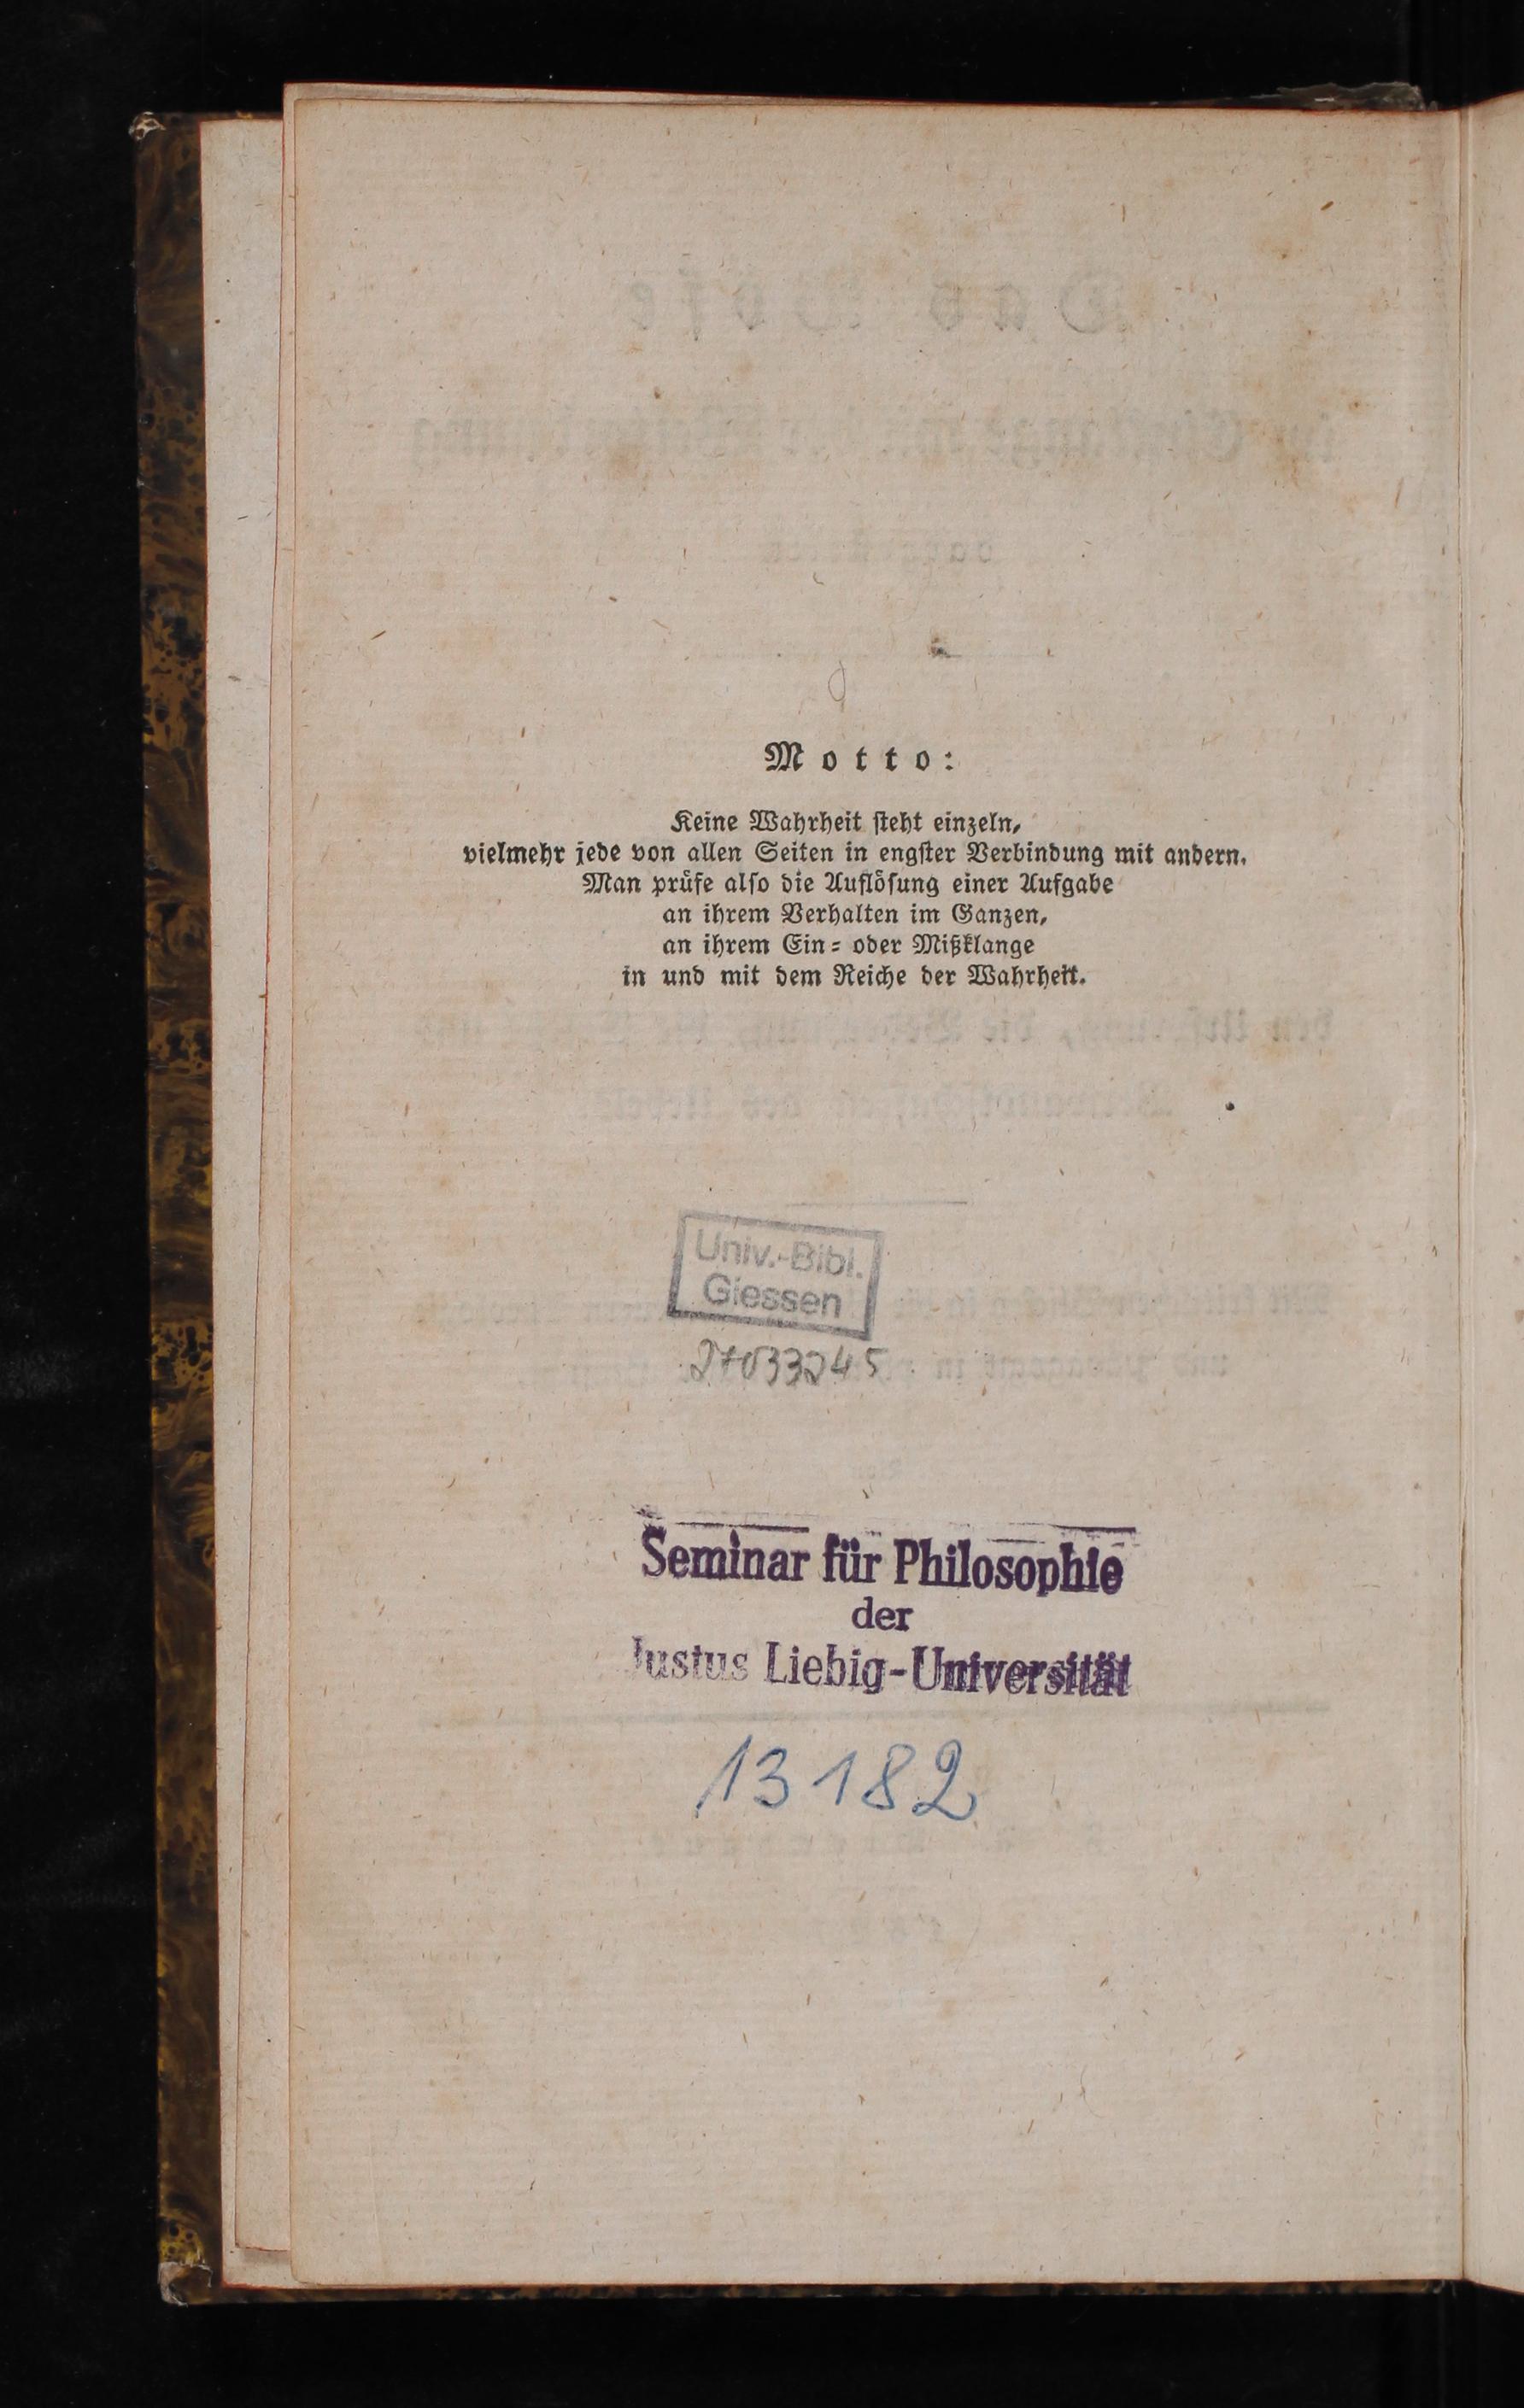 Motto:
Keine Wahrheit steht einzeln,
vielmehr jede von allen Seiten in engster Verbindung mit andern.
Man prüfe also die Auflösung einer Aufgabe
an ihrem Verhalten im Ganzen,
an ihrem Ein= oder Mißklange
in und mit dem Reiche der Wahrheit.
Univ.-Bibl.
Giessen
27033245
Seminar für Philosophie
der
Justus Liebig-Universität
13182